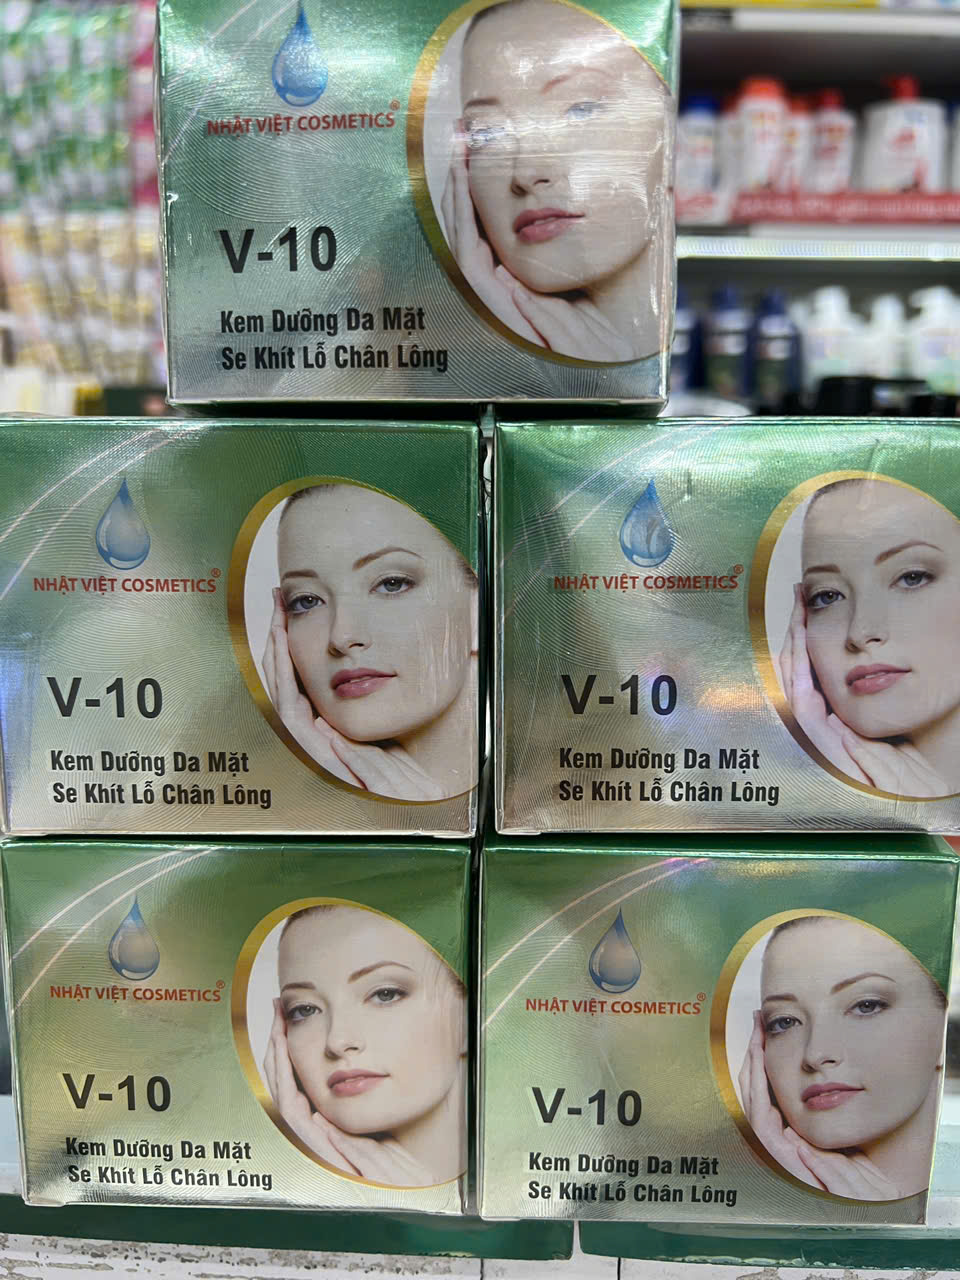 NHẬT VIỆT COSMETICS®
V-10
Kem Dưỡng Da Mặt
Se Khít Lỗ Chân Lông
NHẬT VIỆT COSMETICS®
V-10
Kem Dưỡng Da Mặt
Se Khít Lỗ Chân Lông
NHẬT VIỆT COSMETICS®
V-10
Kem Dưỡng Da Mặt
Se Khít Lỗ Chân Lông
NHẬT VIỆT COSMETICS®
V-10
Kem Dưỡng Da Mặt
Se Khít Lỗ Chân Lông
NHẬT VIỆT COSMETICS®
V-10
Kem Dưỡng Da Mặt
Se Khít Lỗ Chân Lông